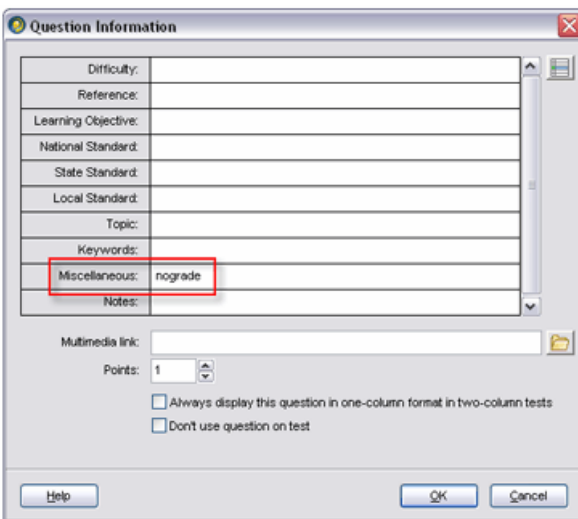 Question Information
Difficulty:
Reference:
Learning Objective:
National Standard:
State Standard:
Local Standard:
Topic:
Keywords:
Miscellaneous: nograde
Notes:
Multimedia link:
Points: 1
Always display this question in one-column format in two-column tests
Don't use question on test
Help OK Cancel